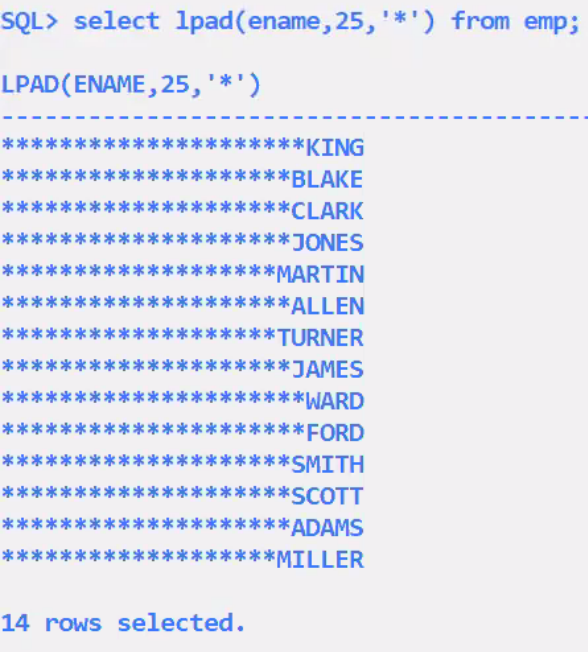 SQL> select lpad(ename,25,'*') from emp;
LPAD(ENAME,25,'*')
-----------------------------------------
*********************KING
********************BLAKE
********************CLARK
********************JONES
*******************MARTIN
********************ALLEN
*******************TURNER
********************JAMES
*********************WARD
*********************FORD
********************SMITH
********************SCOTT
********************ADAMS
*******************MILLER
14 rows selected.